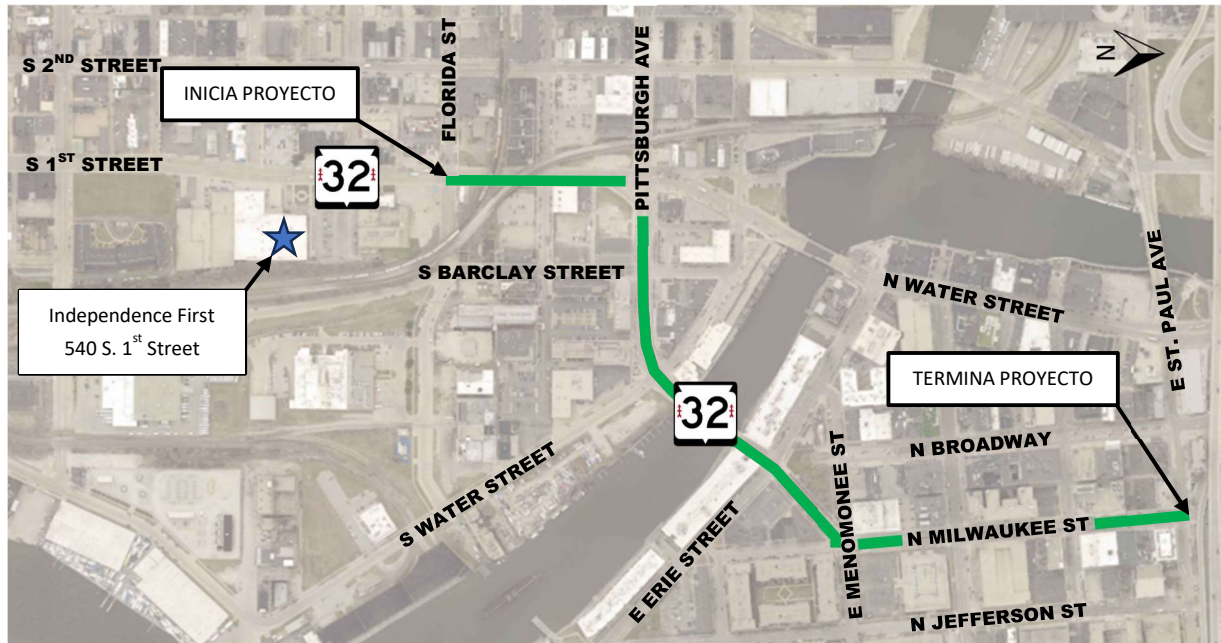 S 2ND STREET
FLORIDA ST
PITTSBURGH AVE
N
INICIA PROYECTO
S 1ST STREET
32
S BARCLAY STREET
N WATER STREET
E ST. PAUL AVE
Independence First
540 S. 1st Street
TERMINA PROYECTO
32
N BROADWAY
S WATER STREET
E MENOMONEE ST
N MILWAUKEE ST
E ERIE STREET
N JEFFERSON ST